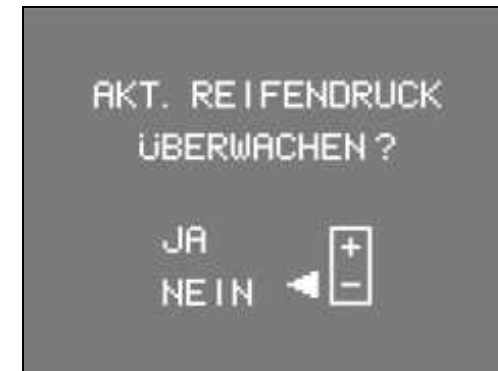 AKT. REIFENDRUCK
ÜBERWACHEN ?
JA +
NEIN -